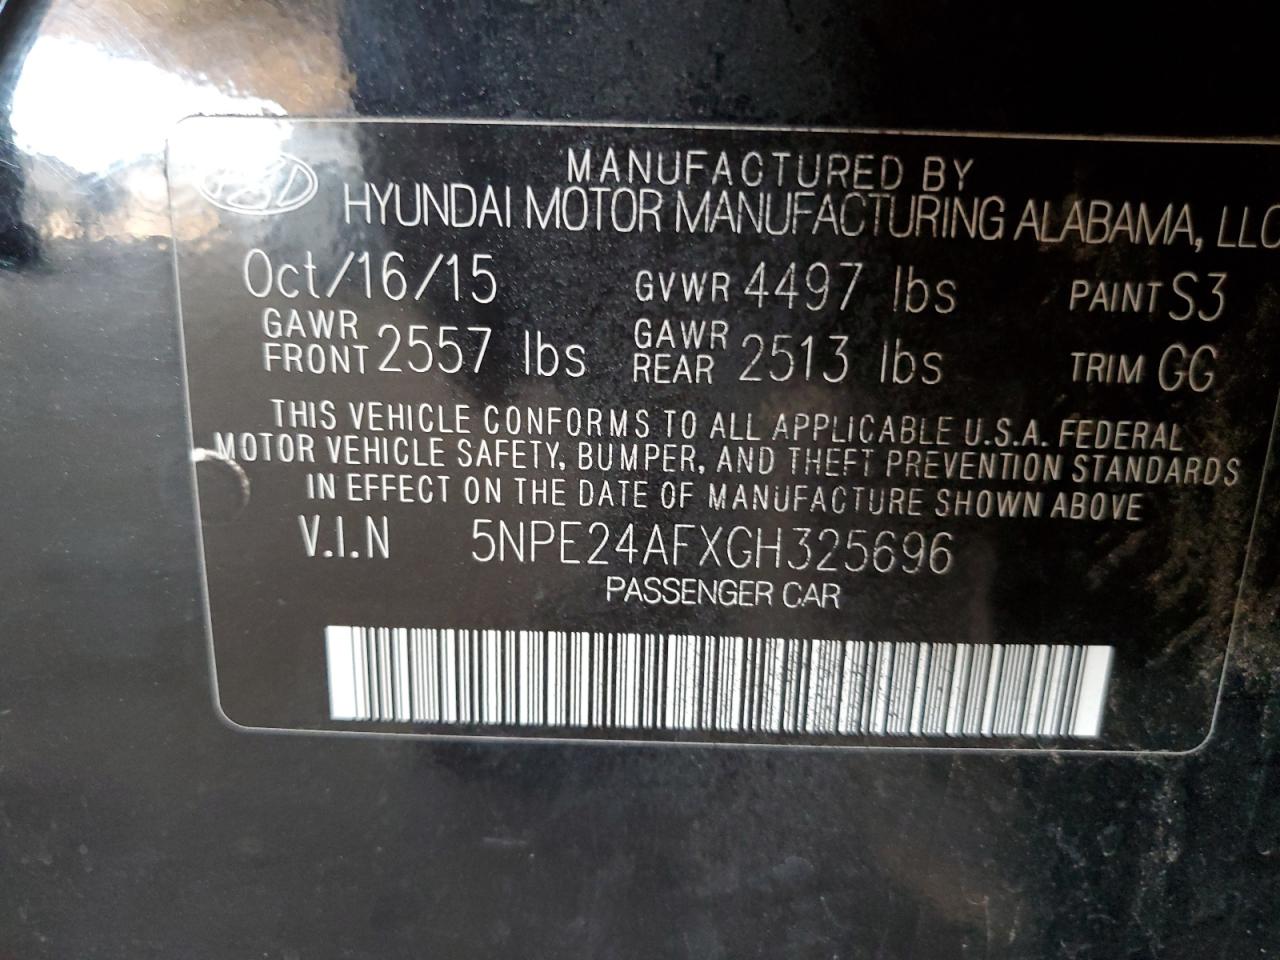 MANUFACTURED BY
HYUNDAI MOTOR MANUFACTURING ALABAMA, LLC
Oct/16/15 GVWR 4497 lbs PAINT S3
GAWR FRONT 2557 lbs GAWR REAR 2513 lbs TRIM GG
THIS VEHICLE CONFORMS TO ALL APPLICABLE U.S.A. FEDERAL
MOTOR VEHICLE SAFETY, BUMPER, AND THEFT PREVENTION STANDARDS
IN EFFECT ON THE DATE OF MANUFACTURE SHOWN ABOVE
V.I.N 5NPE24AFXGH325696
PASSENGER CAR